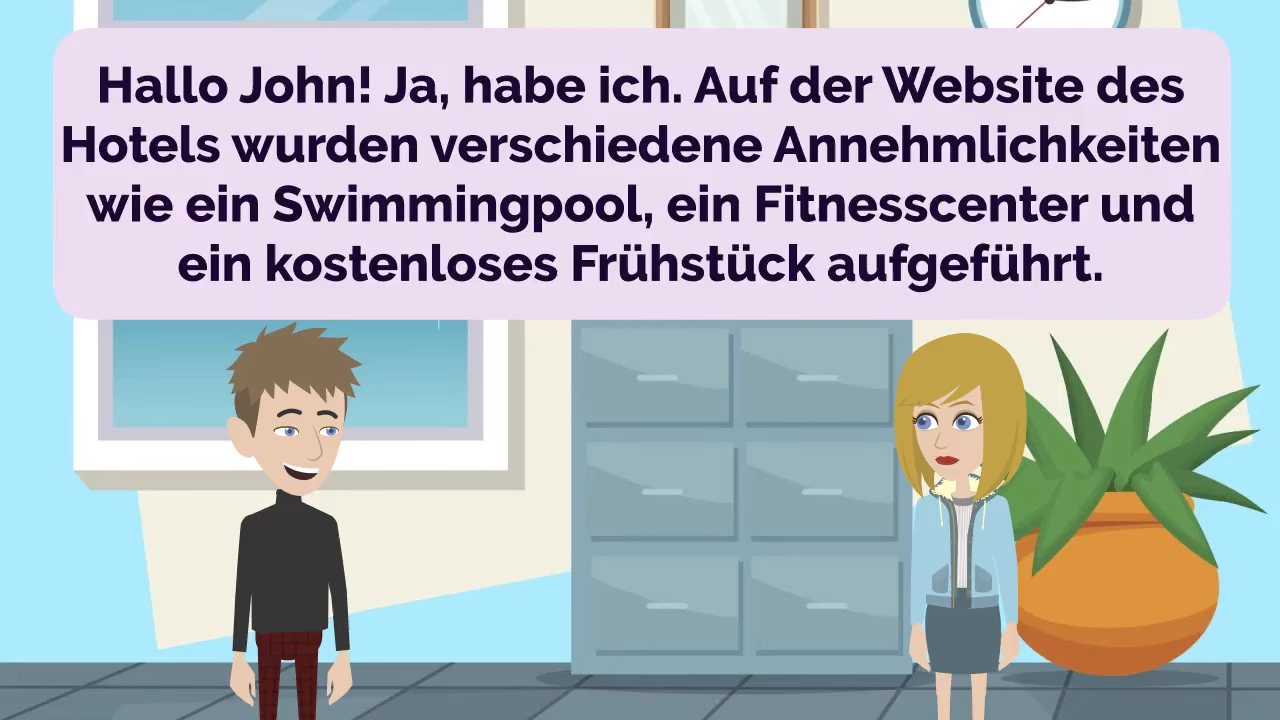 Hallo John! Ja, habe ich. Auf der Website des
Hotels wurden verschiedene Annehmlichkeiten
wie ein Swimmingpool, ein Fitnesscenter und
ein kostenloses Frühstück aufgeführt.